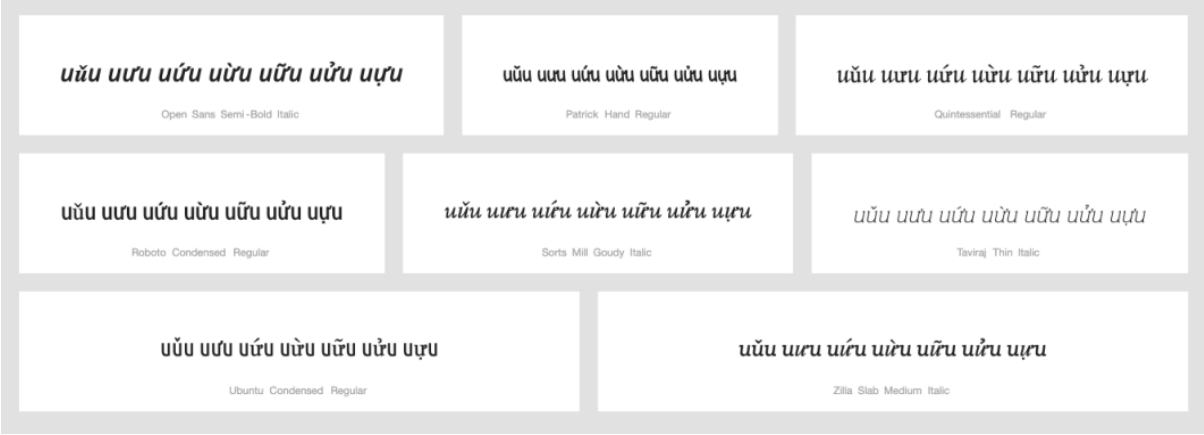 uǔu uưu uứu uừu uữu uửu uựu
Open Sans Semi-Bold Italic
uǔu uưu uứu uừu uữu uửu uựu
Patrick Hand Regular
uǔu uưu uứu uừu uữu uửu uựu
Quintessential Regular
uǔu uưu uứu uừu uữu uửu uựu
Roboto Condensed Regular
uǔu uưu uứu uừu uữu uửu uựu
Sorts Mill Goudy Italic
uǔu uưu uứu uừu uữu uửu uựu
Taviraj Thin Italic
uǔu uưu uứu uừu uữu uửu uựu
Ubuntu Condensed Regular
uǔu uưu uứu uừu uữu uửu uựu
Zilla Slab Medium Italic